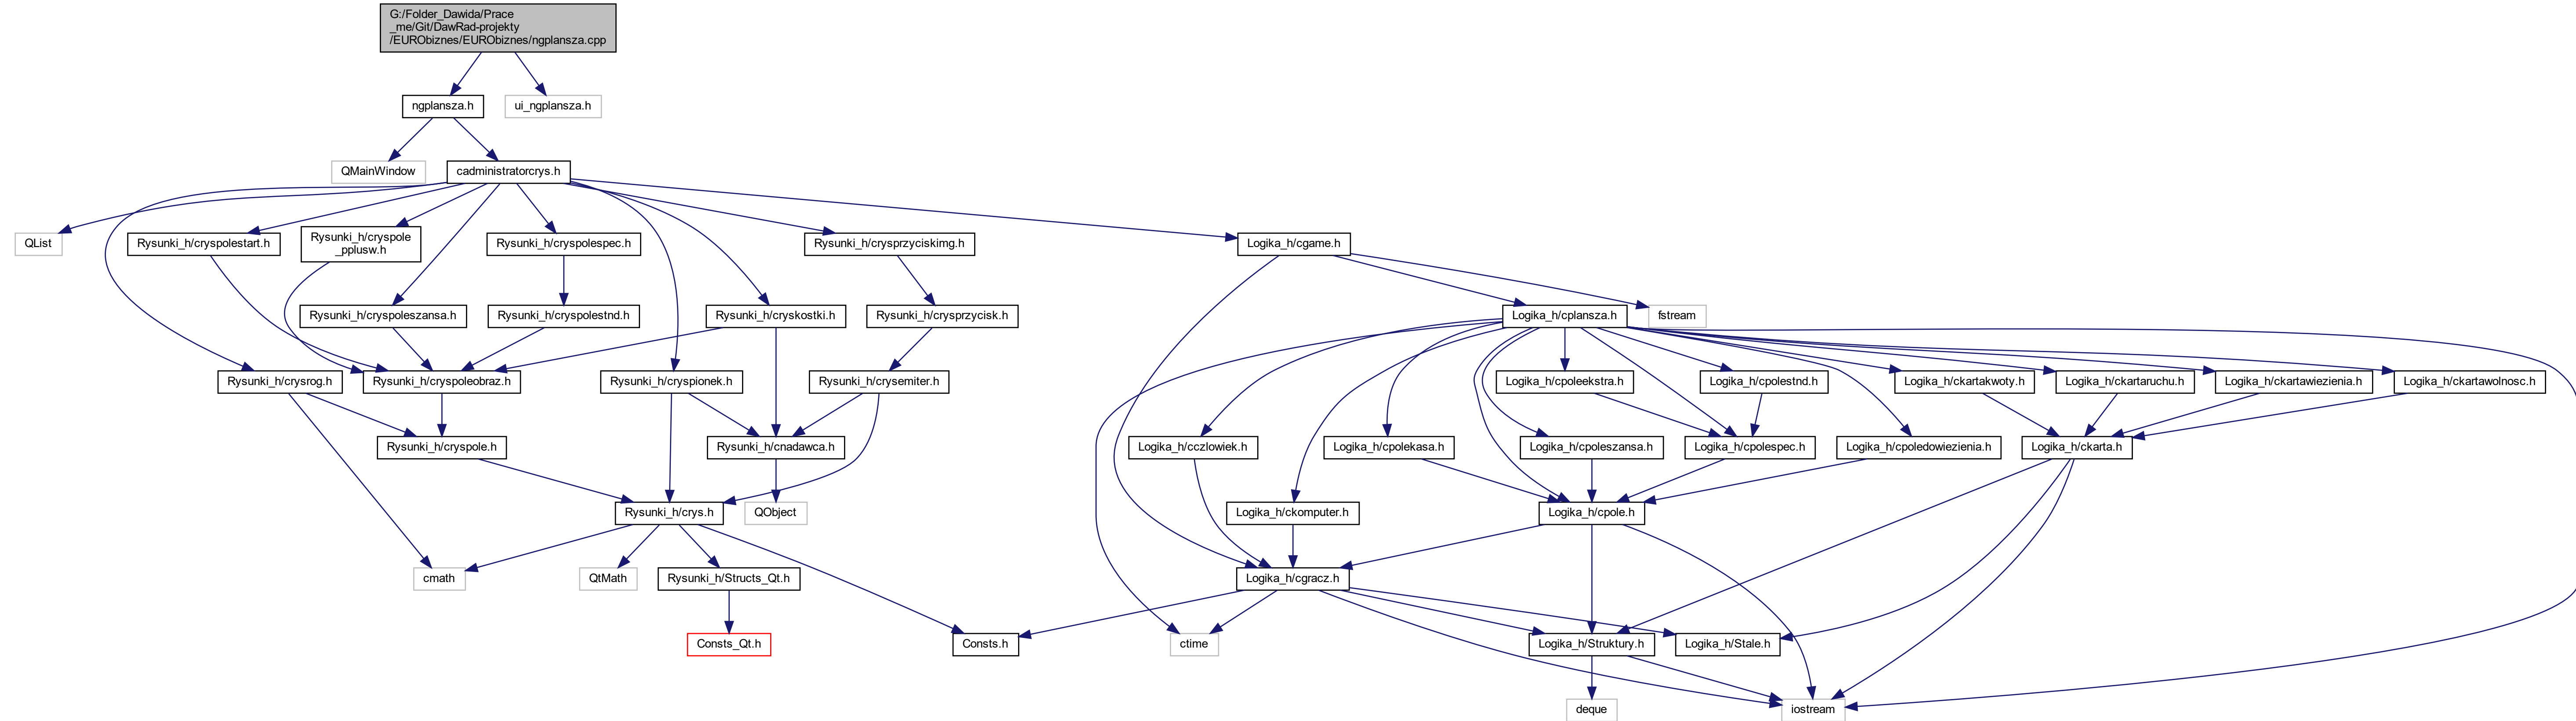 G:/Folder_Dawida/Prace
_me/Git/DawRad-projekty
/EURObiznes/EURObiznes/ngplansza.cpp
ngplansza.h
ui_ngplansza.h
QMainWindow
cadministratorcrys.h
QList
Rysunki_h/cryspolestart.h
Rysunki_h/cryspole
_pplusw.h
Rysunki_h/cryspolespec.h
Rysunki_h/crysprzyciskimg.h
Logika_h/cgame.h
Rysunki_h/cryspoleszansa.h
Rysunki_h/cryspolestnd.h
Rysunki_h/cryskostki.h
Rysunki_h/crysprzycisk.h
Logika_h/cplansza.h
fstream
Rysunki_h/crysrog.h
Rysunki_h/cryspoleobraz.h
Rysunki_h/cryspionek.h
Rysunki_h/crysemiter.h
Logika_h/cpoleekstra.h
Logika_h/cpolestnd.h
Logika_h/ckartakwoty.h
Logika_h/ckartaruchu.h
Logika_h/ckartawiezienia.h
Logika_h/ckartawolnosc.h
Rysunki_h/cryspole.h
Rysunki_h/cnadawca.h
Logika_h/cczlowiek.h
Logika_h/cpolekasa.h
Logika_h/cpoleszansa.h
Logika_h/cpolespec.h
Logika_h/cpoledowiezienia.h
Logika_h/ckarta.h
Rysunki_h/crys.h
QObject
Logika_h/ckomputer.h
Logika_h/cpole.h
cmath
QtMath
Rysunki_h/Structs_Qt.h
Logika_h/cgracz.h
Consts_Qt.h
Consts.h
ctime
Logika_h/Struktury.h
Logika_h/Stale.h
deque
iostream